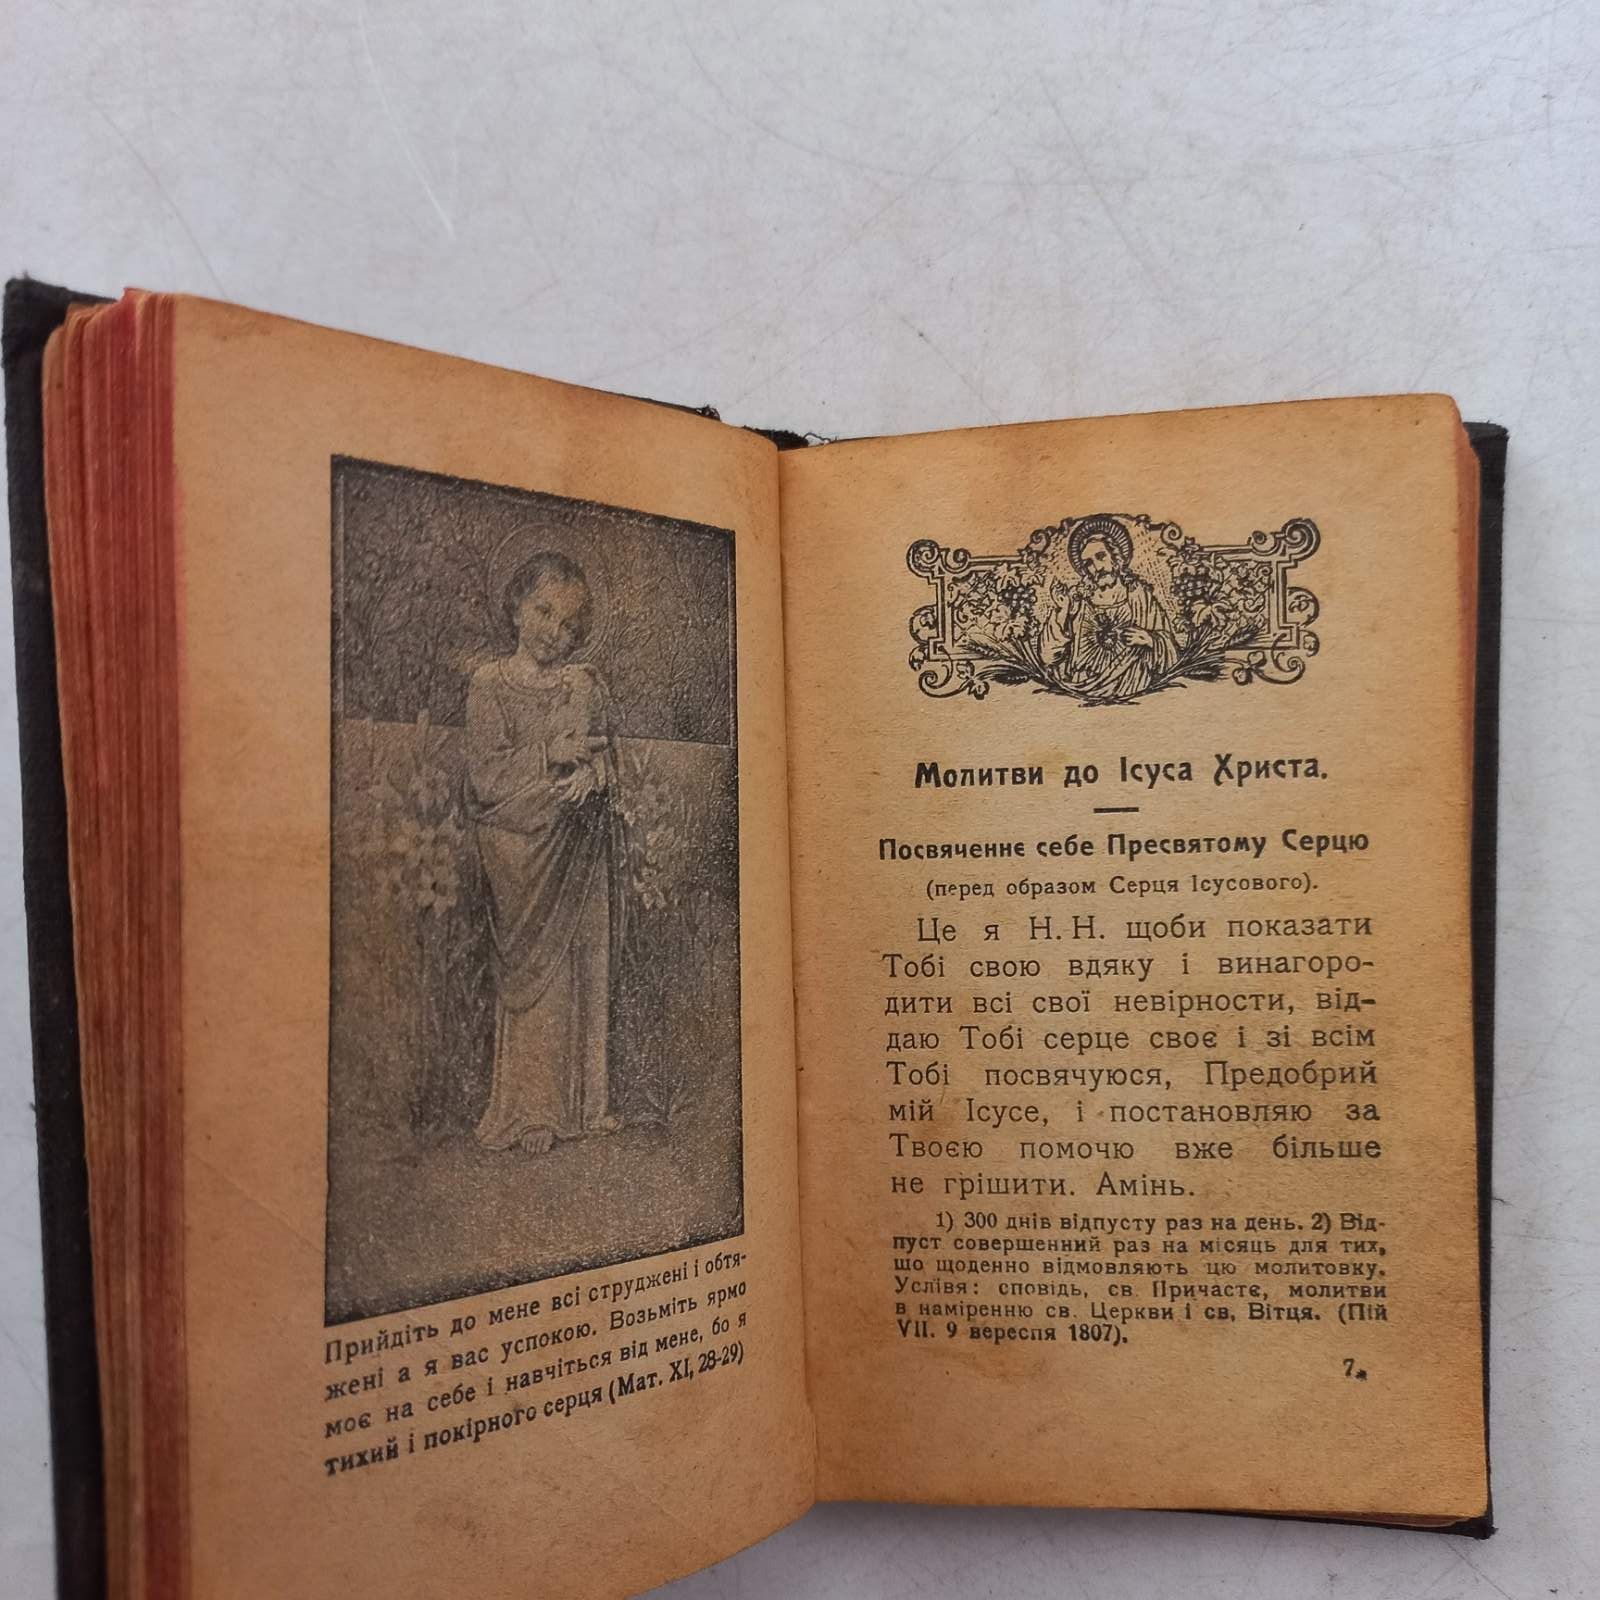 Прийдіть до мене всі струджені і обтя-
жені а я вас успокою. Возьміть ярмо
моє на себе і навчіться від мене, бо я
тихий і покірного серця (Мат. XI, 28-29)
Молитви до Ісуса Христа.
Посвяченнє себе Пресвятому Серцю
(перед образом Серця Ісусового).
Це я Н. Н. щоби показати
Тобі свою вдяку і винагоро-
дити всі свої невірности, від-
даю Тобі серце своє і зі всім
Тобі посвячуюся, Предобрий
мій Ісусе, і постановляю за
Твоєю помочю вже більше
не грішити. Амінь.
1) 300 днів відпусту раз на день. 2) Від-
пуст совершенний раз на місяць для тих,
шо щоденно відмовляють цю молитовку.
Услівя: сповідь, св. Причастє, молитви
в наміренню св. Церкви і св. Вітця. (Пій
VII. 9 вересня 1807).
7*